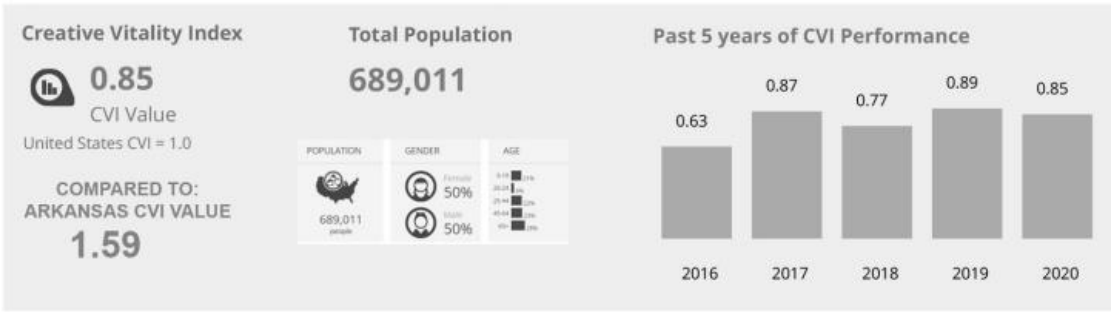 Creative Vitality Index
0.85
CVI Value
United States CVI = 1.0
COMPARED TO:
ARKANSAS CVI VALUE
1.59
Total Population
689,011
POPULATION
689,011
people
GENDER
Female
50%
Male
50%
AGE
Past 5 years of CVI Performance
0.63
0.87
0.77
0.89
0.85
2016
2017
2018
2019
2020